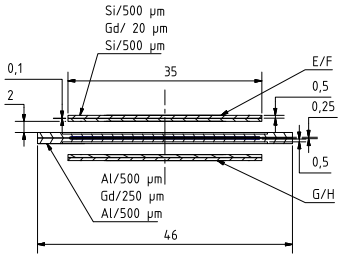 Si/500 µm
Gd/ 20 µm
Si/500 µm
E/F
0,1
35
0,5
2
0,25
0,5
Al/500 µm
Gd/250 µm
Al/500 µm
G/H
46